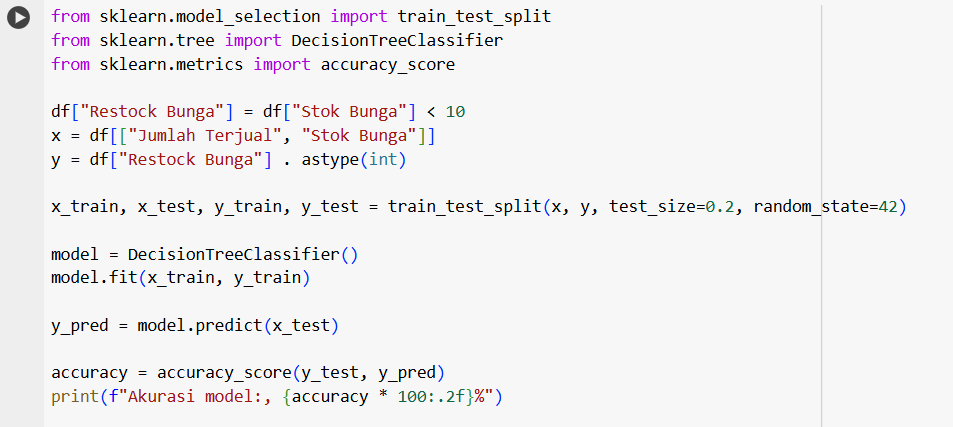 from sklearn.model_selection import train_test_split
from sklearn.tree import DecisionTreeClassifier
from sklearn.metrics import accuracy_score
df["Restock Bunga"] = df["Stok Bunga"] < 10
x = df[["Jumlah Terjual", "Stok Bunga"]]
y = df["Restock Bunga"] . astype(int)
x_train, x_test, y_train, y_test = train_test_split(x, y, test_size=0.2, random_state=42)
model = DecisionTreeClassifier()
model.fit(x_train, y_train)
y_pred = model.predict(x_test)
accuracy = accuracy_score(y_test, y_pred)
print(f"Akurasi model:, {accuracy * 100:.2f}%")